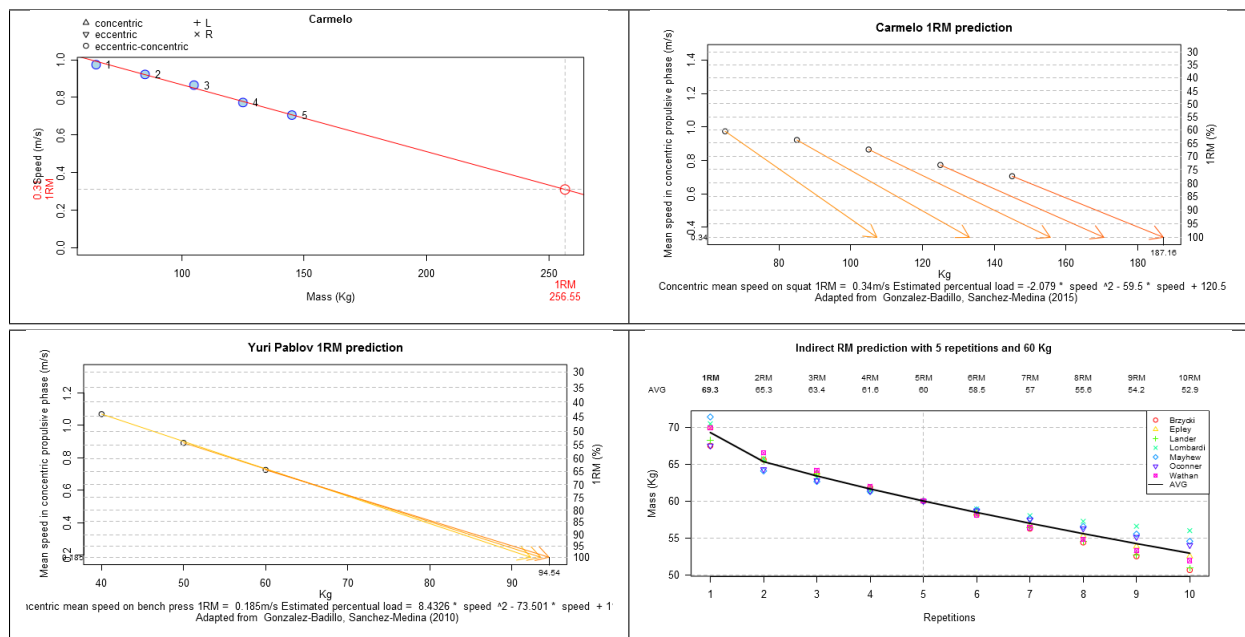 Carmelo
concentric + L
eccentric × R
eccentric-concentric
Speed (m/s)
0.0 0.2 0.4 0.6 0.8 1.0
1RM
1 2 3 4 5
100 150 200 250
Mass (Kg)
1RM
256.55
Carmelo 1RM prediction
Mean speed in concentric propulsive phase (m/s)
0.4 0.6 0.8 1.0 1.2 1.4
0.34
30
35
40
45
50
55
60
65
70
75
80
85
90
95
100
1RM (%)
187.16
80 100 120 140 160 180
Kg
Concentric mean speed on squat 1RM = 0.34m/s Estimated percentual load = -2.079 * speed ^2 - 59.5 * speed + 120.5
Adapted from Gonzalez-Badillo, Sanchez-Medina (2015)
Yuri Pablov 1RM prediction
Mean speed in concentric propulsive phase (m/s)
0.2 0.4 0.6 0.8 1.0 1.2
0.185
30
35
40
45
50
55
60
65
70
75
80
85
90
95
100
1RM (%)
94.54
40 50 60 70 80 90
Kg
ncentric mean speed on bench press 1RM = 0.185m/s Estimated percentual load = 8.4326 * speed ^2 - 73.501 * speed + 1
Adapted from Gonzalez-Badillo, Sanchez-Medina (2010)
Indirect RM prediction with 5 repetitions and 60 Kg
1RM 2RM 3RM 4RM 5RM 6RM 7RM 8RM 9RM 10RM
AVG 69.3 65.3 63.4 61.6 60 58.5 57 55.6 54.2 52.9
Brzycki
Epley
Lander
Lombardi
Mayhew
Oconner
Wathan
AVG
Mass (Kg)
70
65
60
55
50
1 2 3 4 5 6 7 8 9 10
Repetitions